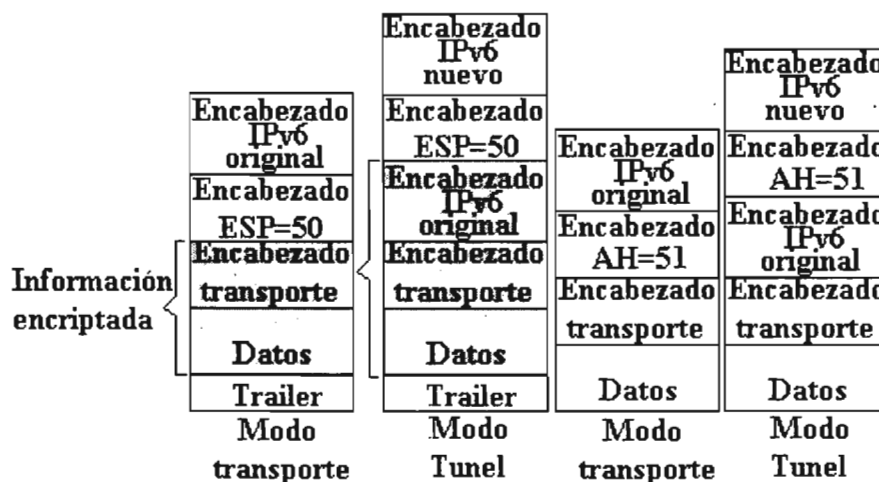 Información
encriptada
Encabezado
IPv6
original
Encabezado
ESP=50
Encabezado
transporte
Datos
Trailer
Modo
transporte
Encabezado
IPv6
nuevo
Encabezado
ESP=50
Encabezado
IPv6
original
Encabezado
transporte
Datos
Trailer
Modo
Tunel
Encabezado
IPv6
original
Encabezado
AH=51
Encabezado
transporte
Datos
Modo
transporte
Encabezado
IPv6
nuevo
Encabezado
AH=51
Encabezado
IPv6
original
Encabezado
transporte
Datos
Modo
Tunel